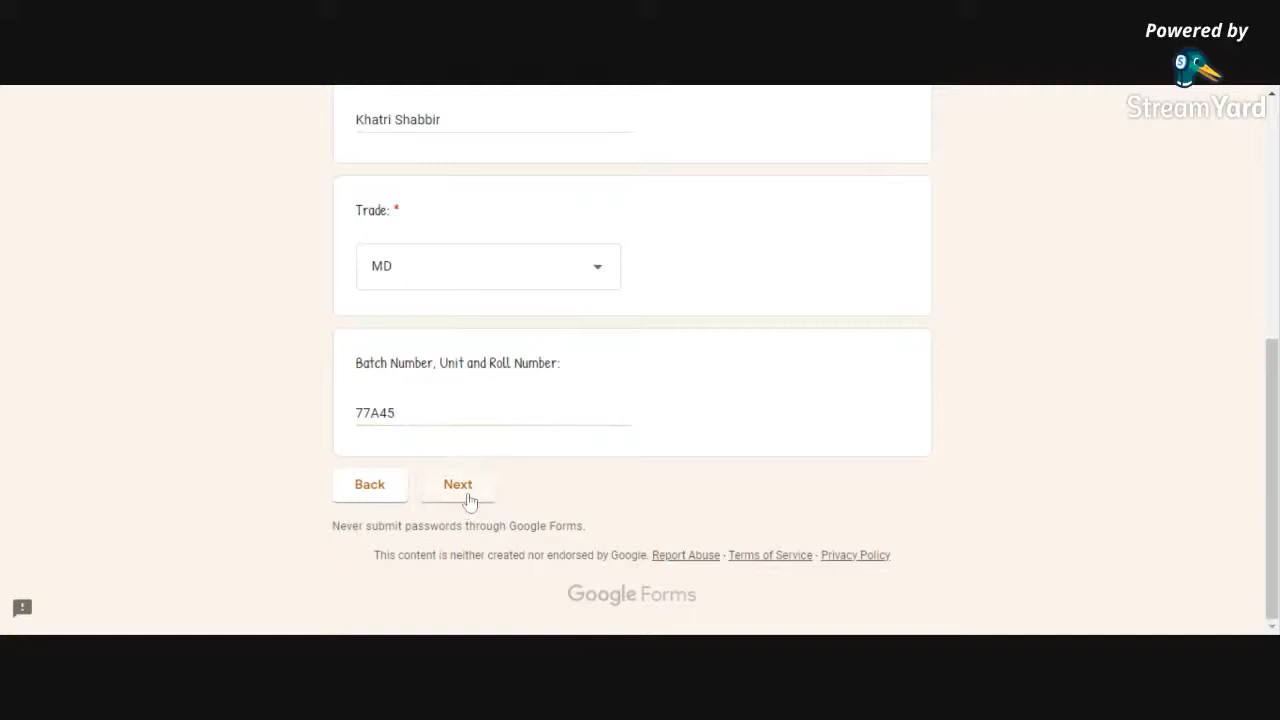 Powered by
StreamYard
Khatri Shabbir
Trade: *
MD
Batch Number, Unit and Roll Number:
77A45
Back Next
Never submit passwords through Google Forms.
This content is neither created nor endorsed by Google. Report Abuse - Terms of Service - Privacy Policy
Google Forms